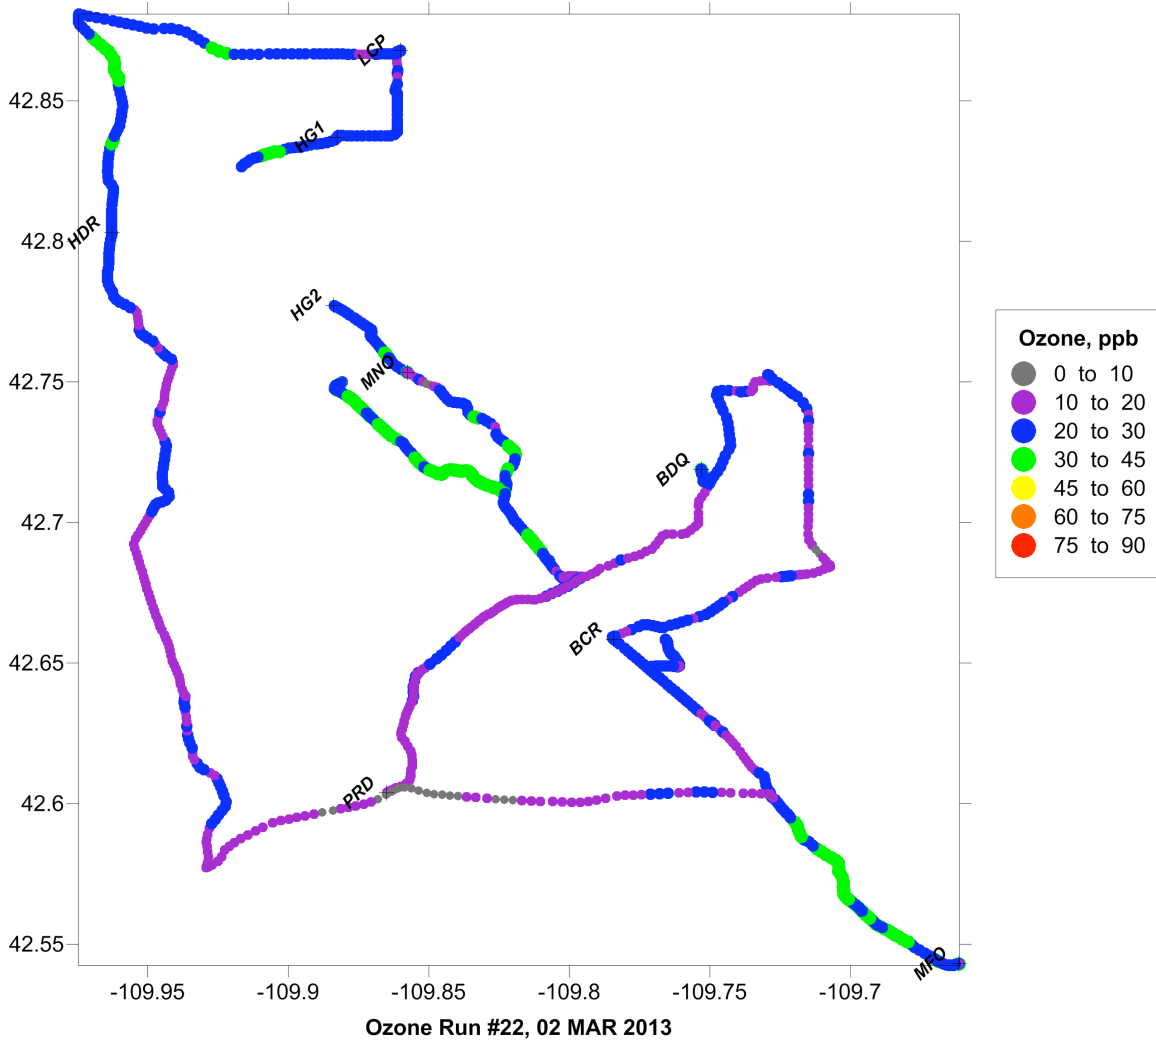 LCP
42.85
HG1
HDR
42.8
HG2
MNO
42.75
BDQ
42.7
BCR
42.65
PRD
42.6
42.55
MFO
-109.95 -109.9 -109.85 -109.8 -109.75 -109.7
Ozone Run #22, 02 MAR 2013
Ozone, ppb
0 to 10
10 to 20
20 to 30
30 to 45
45 to 60
60 to 75
75 to 90